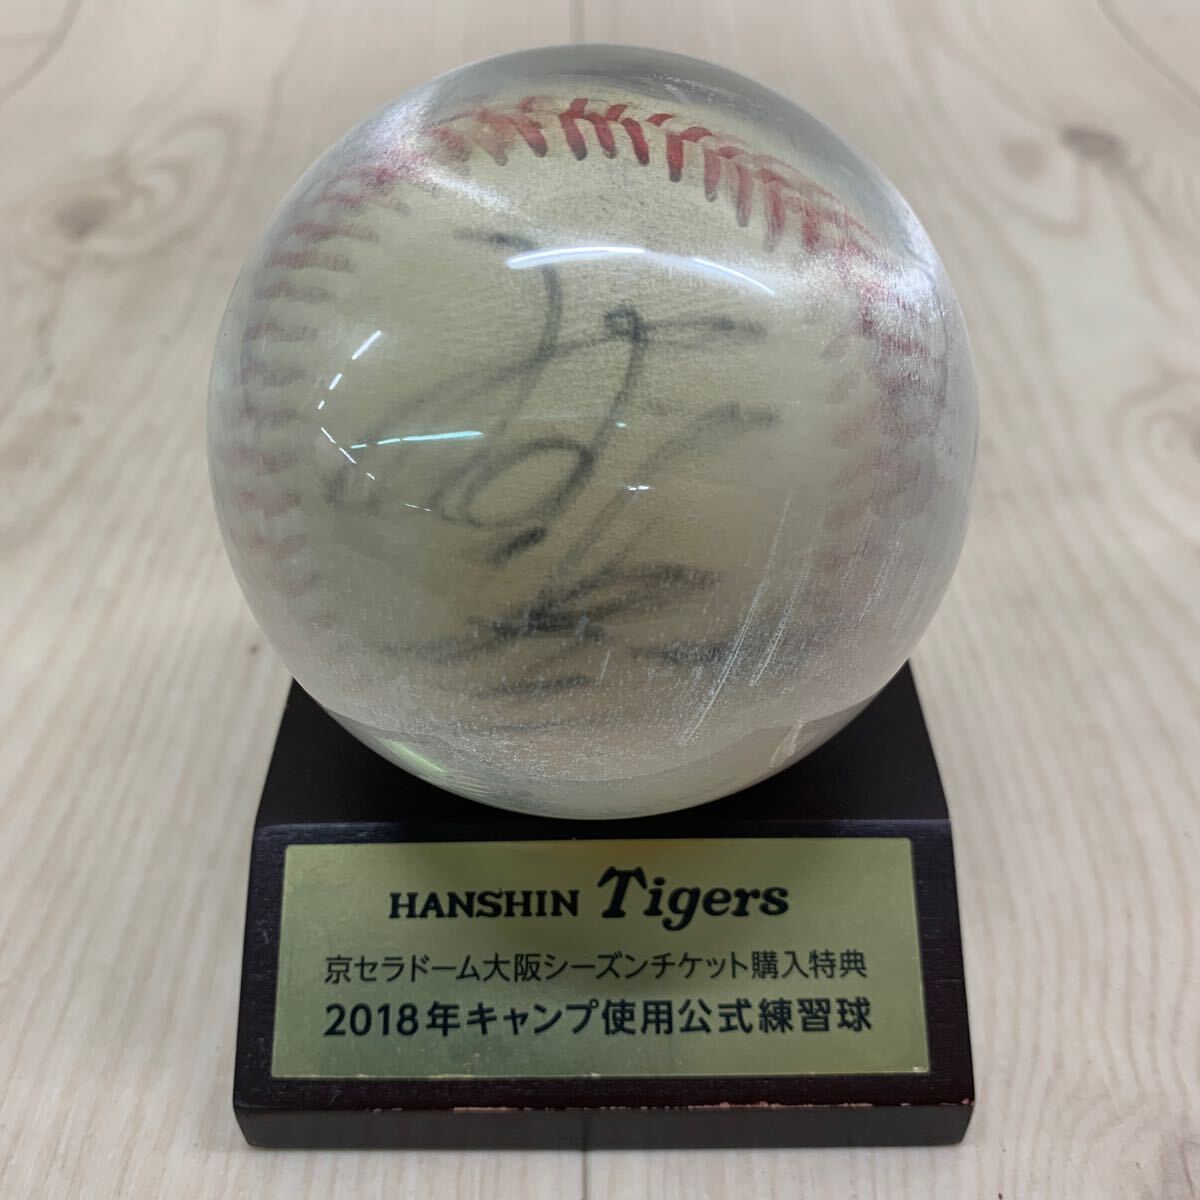 HANSHIN Tigers
京セラドーム大阪シーズンチケット購入特典
2018年キャンプ使用公式練習球